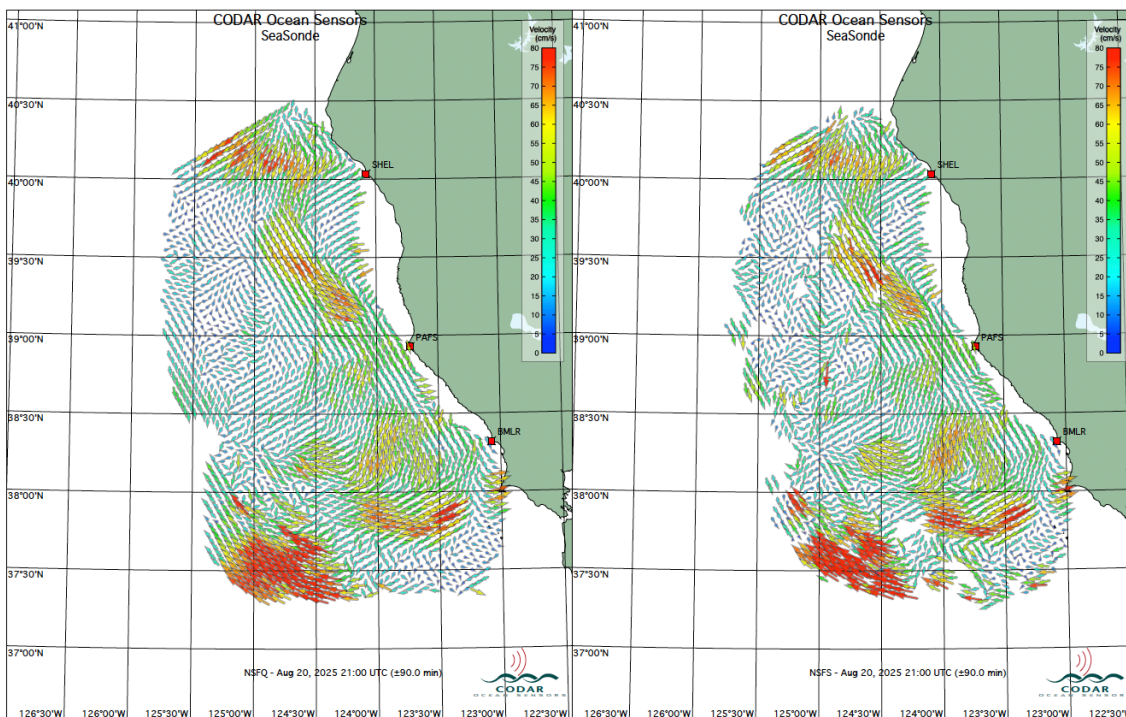 CODAR Ocean Sensors
SeaSonde
Velocity
(cm/s)
80
75
70
65
60
55
50
45
40
35
30
25
20
15
10
5
0
41°00'N
40°30'N
40°00'N
39°30'N
39°00'N
38°30'N
38°00'N
37°30'N
37°00'N
SHEL
PAFS
BMLR
NSFQ - Aug 20, 2025 21:00 UTC (±90.0 min)
CODAR
OCEAN SENSORS
126°30'W
126°00'W
125°30'W
125°00'W
124°30'W
124°00'W
123°30'W
123°00'W
122°30'W
CODAR Ocean Sensors
SeaSonde
Velocity
(cm/s)
80
75
70
65
60
55
50
45
40
35
30
25
20
15
10
5
0
41°00'N
40°30'N
40°00'N
39°30'N
39°00'N
38°30'N
38°00'N
37°30'N
37°00'N
SHEL
PAFS
BMLR
NSFS - Aug 20, 2025 21:00 UTC (±90.0 min)
CODAR
OCEAN SENSORS
126°30'W
126°00'W
125°30'W
125°00'W
124°30'W
124°00'W
123°30'W
123°00'W
122°30'W